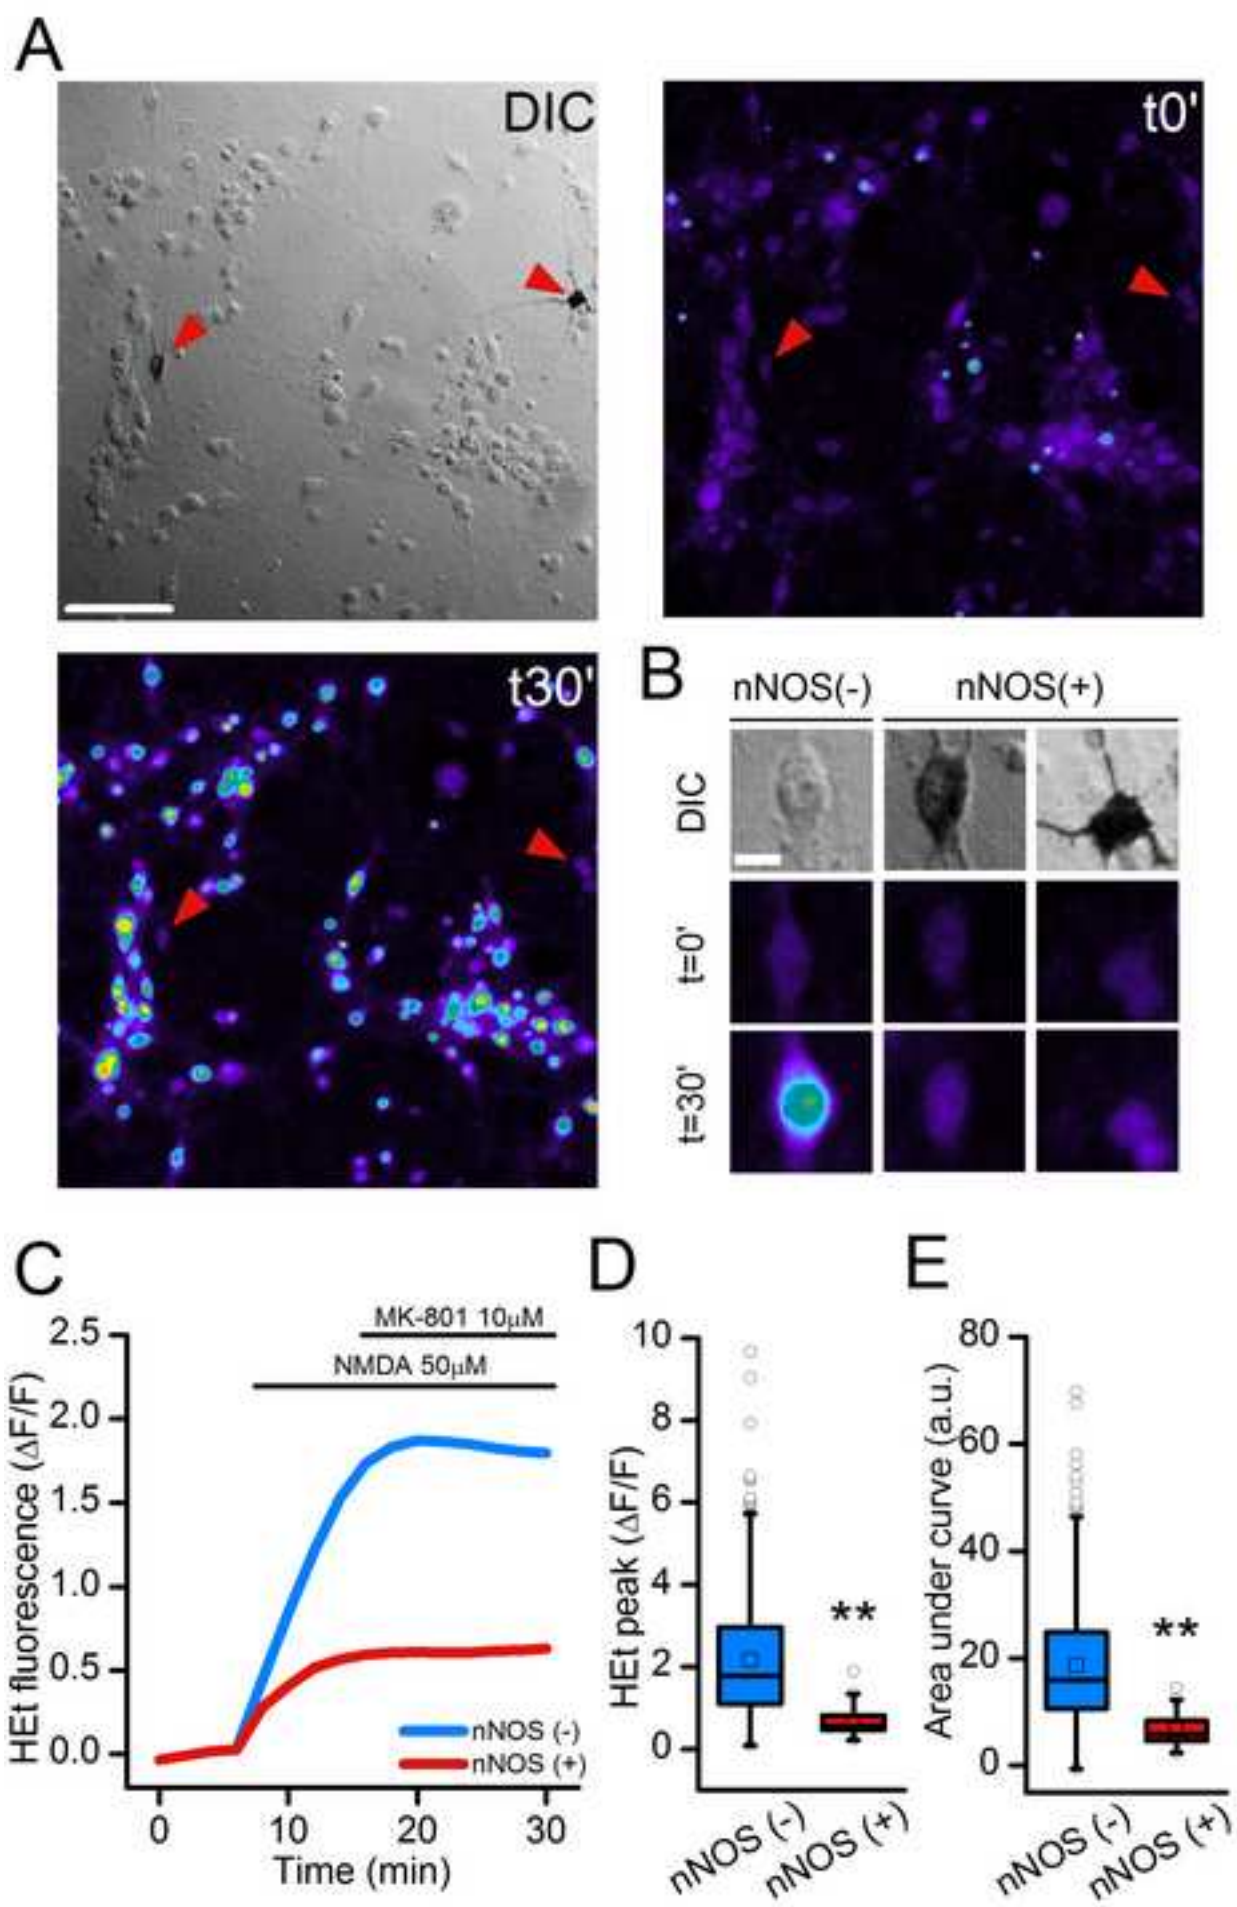 A
DIC
t0'
t30'
B
nNOS(-)
nNOS(+)
DIC
t=0'
t=30'
C
MK-801 10μM
NMDA 50μM
HEt fluorescence (ΔF/F)
2.5
2.0
1.5
1.0
0.5
0.0
nNOS (-)
nNOS (+)
0 10 20 30
Time (min)
D
HEt peak (ΔF/F)
10
8
6
4
2
0
**
nNOS (-)
nNOS (+)
E
Area under curve (a.u.)
80
60
40
20
0
**
nNOS (-)
nNOS (+)